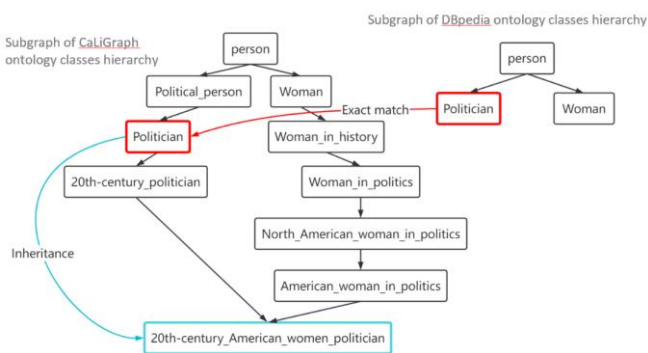 Subgraph of DBpedia ontology classes hierarchy
Subgraph of CaLiGraph
ontology classes hierarchy
person
person
Political_person
Woman
Politician
Woman
Exact match
Politician
Woman_in_history
20th-century_politician
Woman_in_politics
North_American_woman_in_politics
Inheritance
American_woman_in_politics
20th-century_American_women_politician